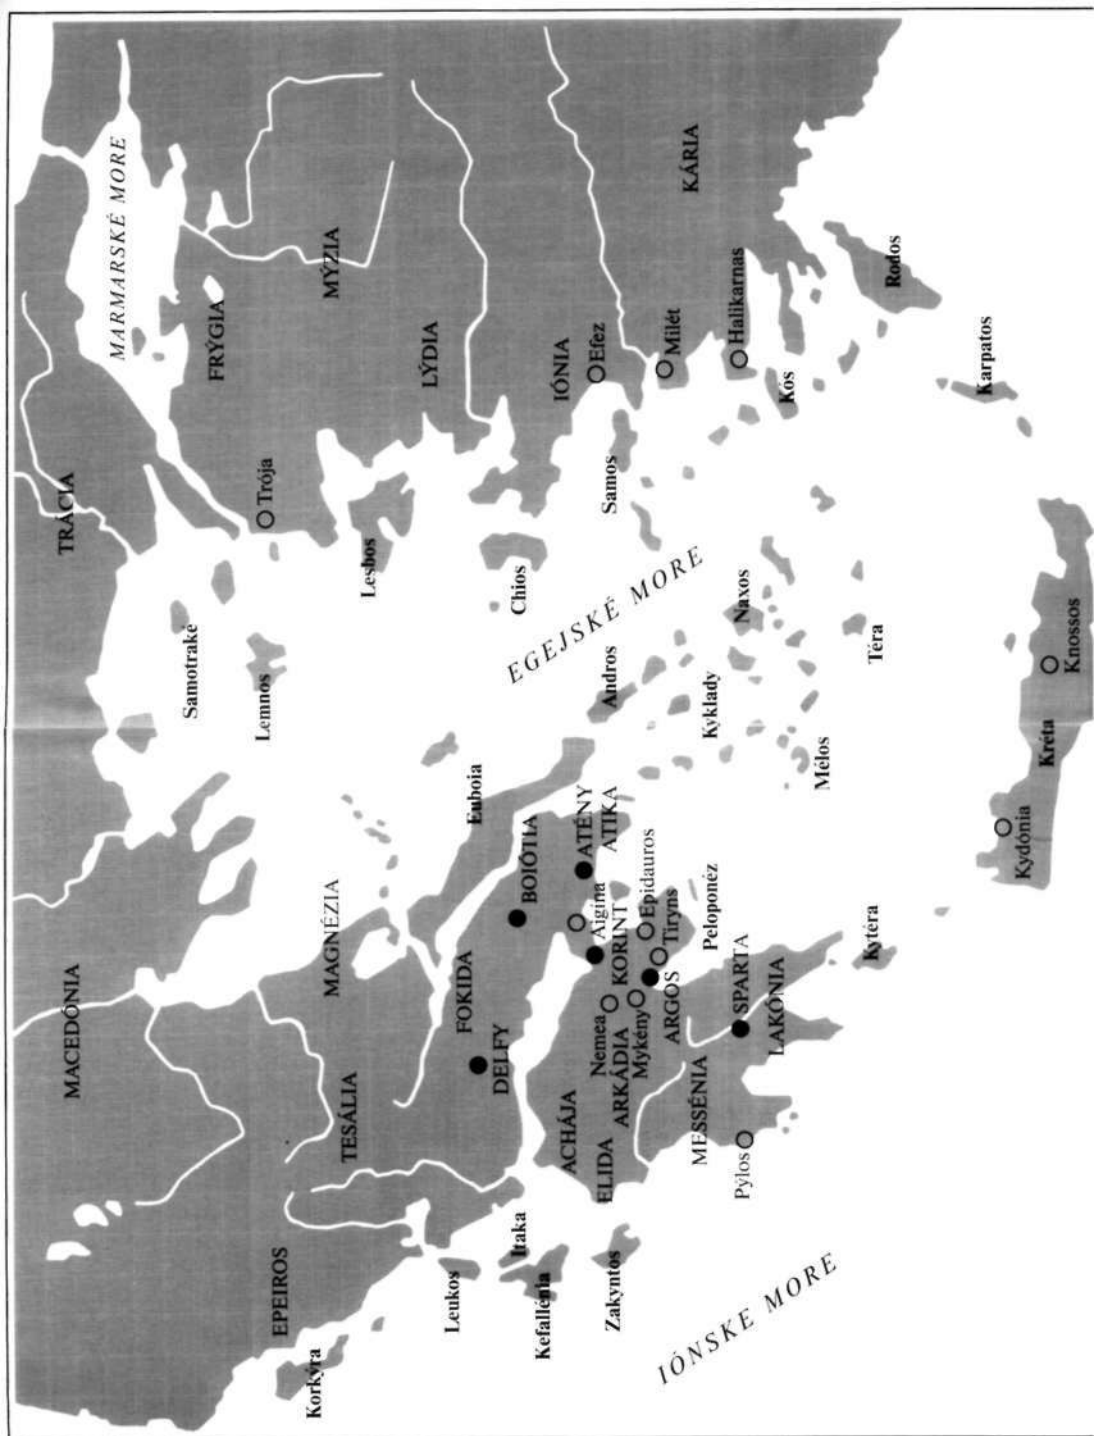 TRÁCIA
MARMARSKÉ MORE
MACEDÓNIA
Samotraké
FRÝGIA
Trója
Lemnos
EPEIROS
MÝZIA
Korkýra
TESÁLIA
MAGNÉZIA
Lesbos
LÝDIA
Leukos
FOKIDA
Euboia
DELFY
BOIÓTIA
Chios
Itaka
Kefallénia
EGEJSKÉ MORE
IÓNIA
Efez
ACHÁJA
ATÉNY
ATIKA
Aigina
Andros
Samos
Zakyntos
ELIDA
Nemea
KORINT
ARKÁDIA
Mykény
Epidauros
Tiryns
ARGOS
Milét
KÁRIA
MESSÉNIA
Peloponéz
Kyklady
Naxos
Halikarnas
Pýlos
SPARTA
LAKÓNIA
Kós
IÓNSKE MORE
Mélos
Téra
Kytéra
Rodos
Karpatos
Kydónia
Kréta
Knossos